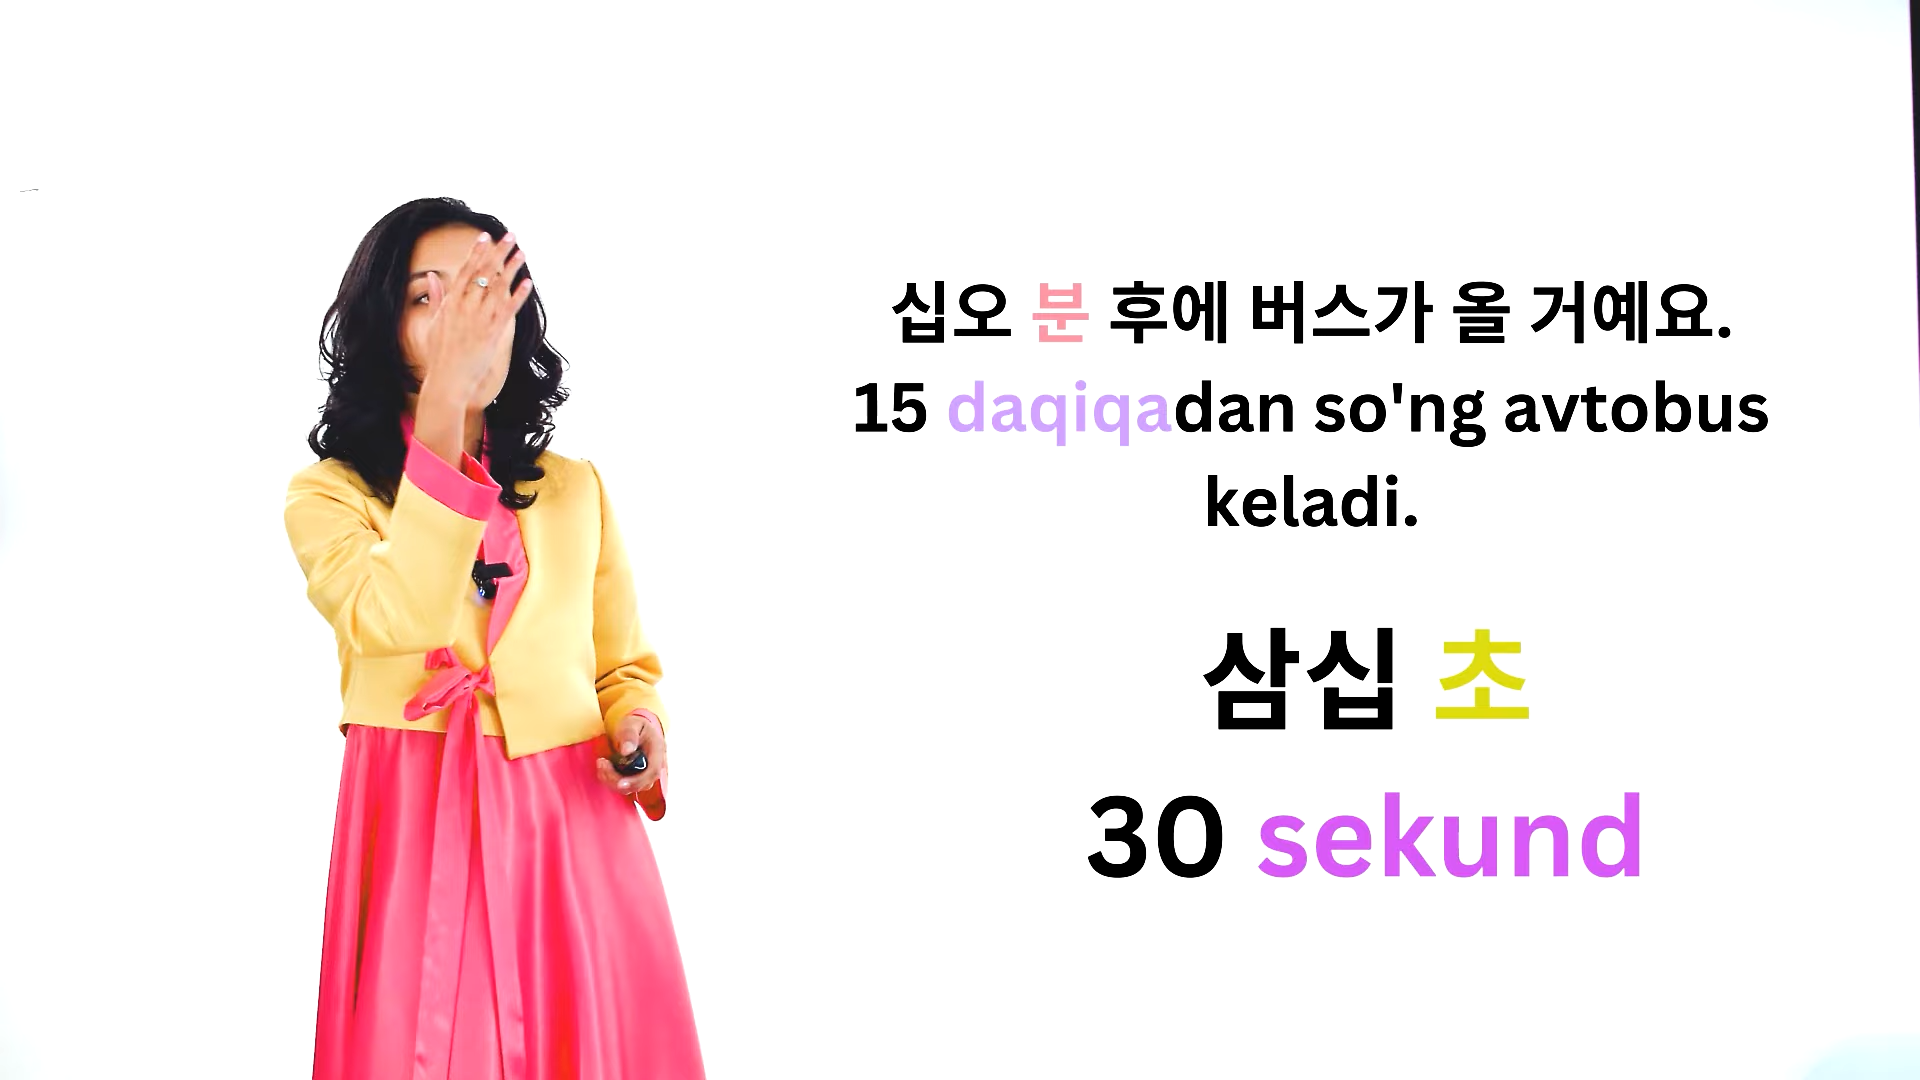 십오 분 후에 버스가 올 거예요.
15 daqiqadan so'ng avtobus
keladi.
삼십 초
30 sekund